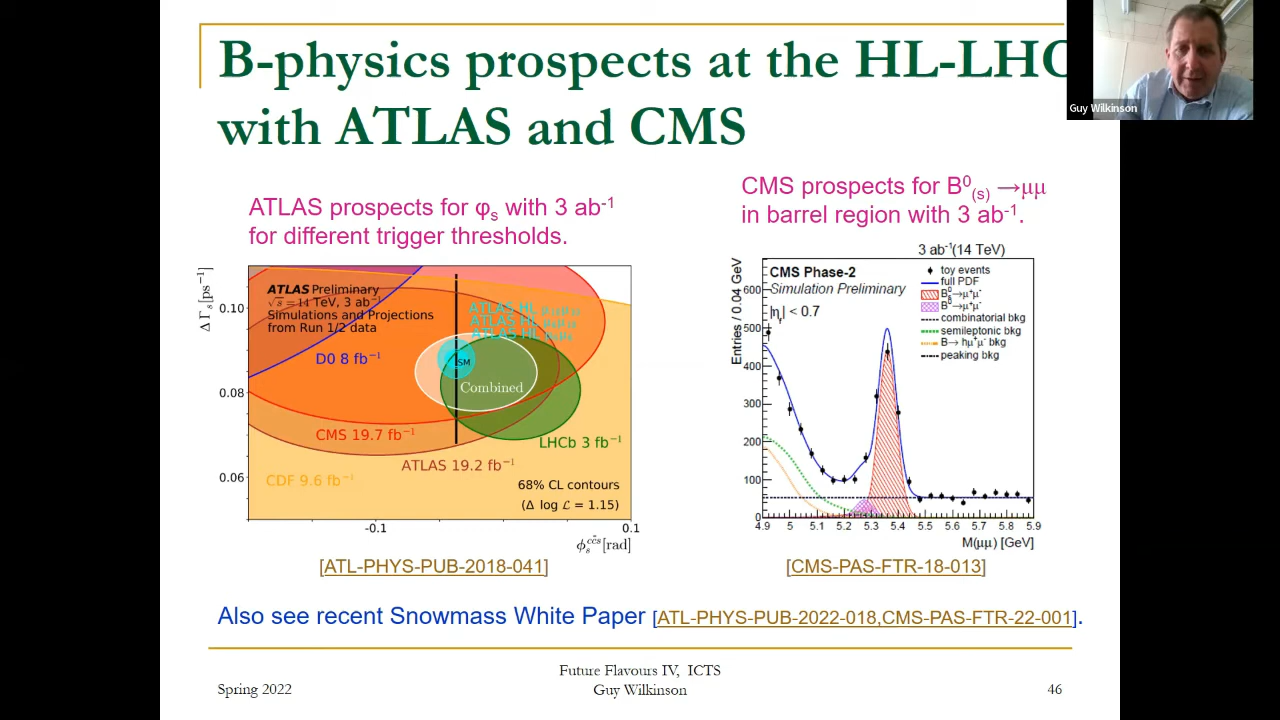 B-physics prospects at the HL-LHC
with ATLAS and CMS
Guy Wilkinson
ATLAS prospects for φs with 3 ab-1
for different trigger thresholds.
CMS prospects for B0(s) →μμ
in barrel region with 3 ab-1.
ΔΓs [ps−1]
0.10
0.08
0.06
ATLAS Preliminary
√s = 14 TeV, 3 ab−1
Simulations and Projections
from Run 1/2 data
D0 8 fb−1
ATLAS HL
ATLAS HL
ATLAS HL
SM
Combined
CMS 19.7 fb−1
LHCb 3 fb−1
ATLAS 19.2 fb−1
CDF 9.6 fb−1
68% CL contours
(Δ log ℒ = 1.15)
-0.1
0.1
ϕs cc̄s [rad]
3 ab-1 (14 TeV)
Entries / 0.04 GeV
600
500
400
300
200
100
0
CMS Phase-2
Simulation Preliminary
|ηf| < 0.7
toy events
full PDF
B0s→μ+μ-
B0→μ+μ-
combinatorial bkg
semileptonic bkg
B→ hμ+μ- bkg
peaking bkg
4.9 5 5.1 5.2 5.3 5.4 5.5 5.6 5.7 5.8 5.9
M(μμ) [GeV]
[ATL-PHYS-PUB-2018-041]
[CMS-PAS-FTR-18-013]
Also see recent Snowmass White Paper [ATL-PHYS-PUB-2022-018,CMS-PAS-FTR-22-001].
Spring 2022
Future Flavours IV, ICTS
Guy Wilkinson
46